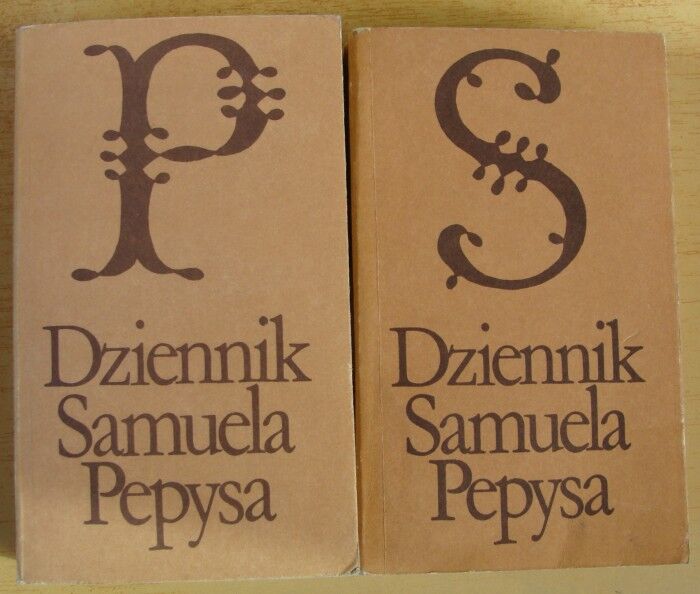 P
Dziennik
Samuela
Pepysa
S
Dziennik
Samuela
Pepysa